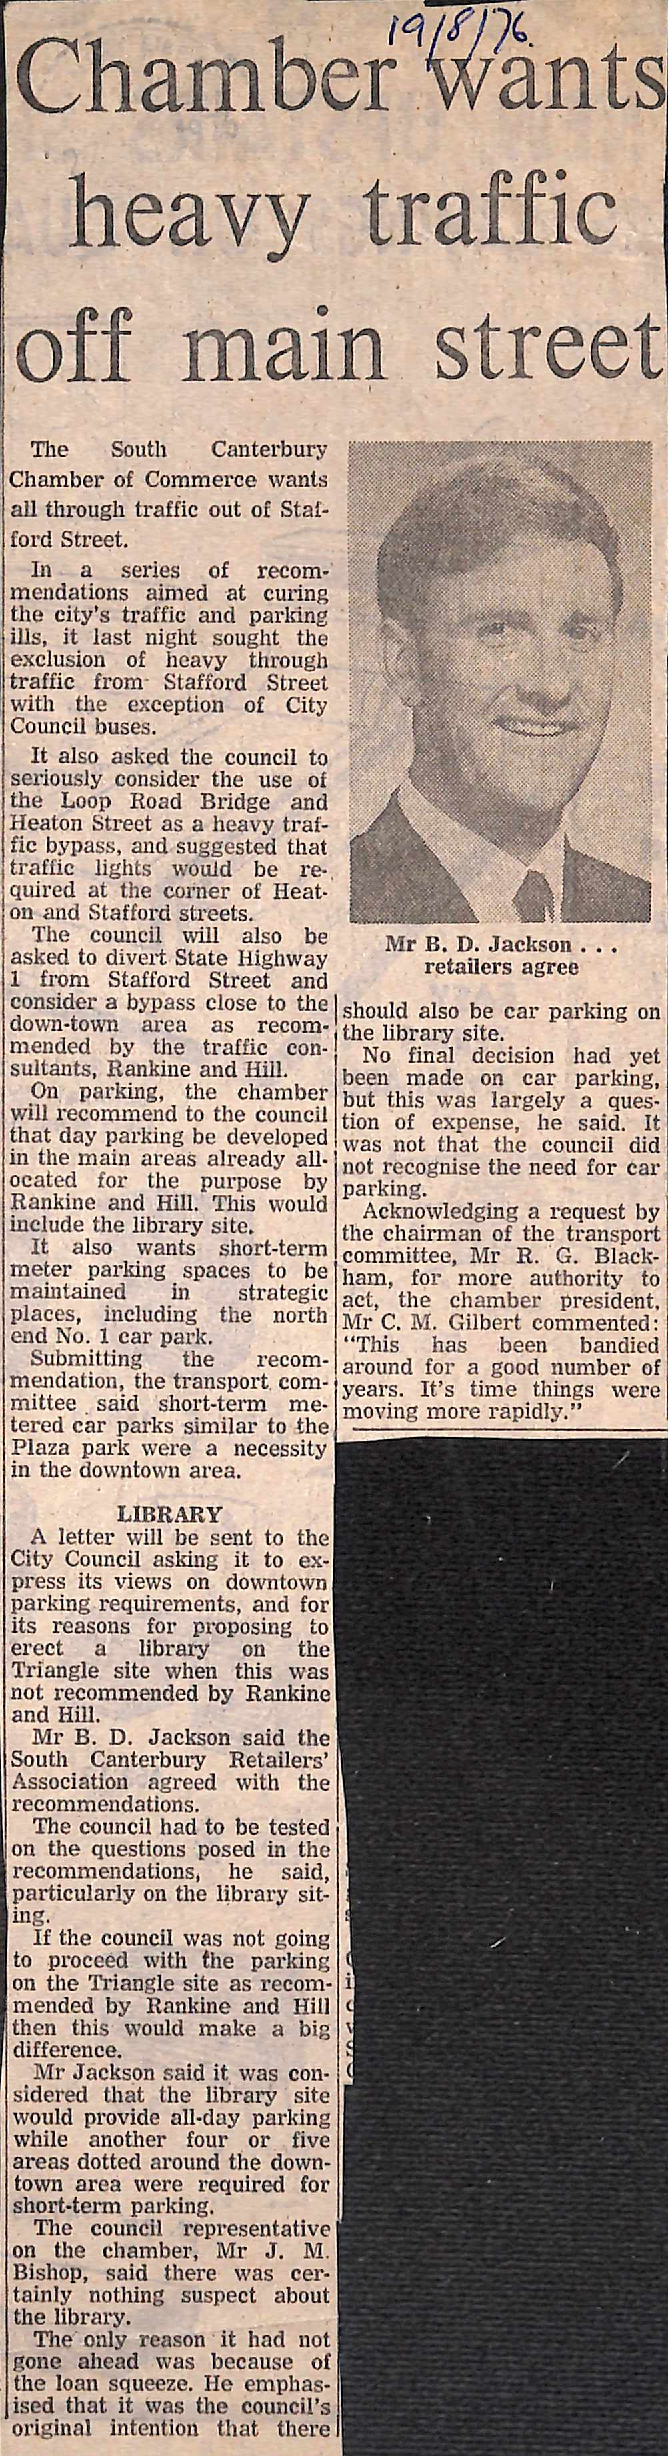 19/8/76.
Chamber wants
heavy traffic
off main street
The South Canterbury
Chamber of Commerce wants
all through traffic out of Staf-
ford Street.
In a series of recom-
mendations aimed at curing
the city's traffic and parking
ills, it last night sought the
exclusion of heavy through
traffic from Stafford Street
with the exception of City
Council buses.
It also asked the council to
seriously consider the use of
the Loop Road Bridge and
Heaton Street as a heavy traf-
fic bypass, and suggested that
traffic lights would be re-
quired at the corner of Heat-
on and Stafford streets.
The council will also be
asked to divert State Highway
1 from Stafford Street and
consider a bypass close to the
down-town area as recom-
mended by the traffic con-
sultants, Rankine and Hill.
On parking, the chamber
will recommend to the council
that day parking be developed
in the main areas already all-
ocated for the purpose by
Rankine and Hill. This would
include the library site.
It also wants short-term
meter parking spaces to be
maintained in strategic
places, including the north
end No. 1 car park.
Submitting the recom-
mendation, the transport com-
mittee said short-term me-
tered car parks similar to the
Plaza park were a necessity
in the downtown area.
LIBRARY
A letter will be sent to the
City Council asking it to ex-
press its views on downtown
parking requirements, and for
its reasons for proposing to
erect a library on the
Triangle site when this was
not recommended by Rankine
and Hill.
Mr B. D. Jackson said the
South Canterbury Retailers'
Association agreed with the
recommendations.
The council had to be tested
on the questions posed in the
recommendations, he said,
particularly on the library sit-
ing.
If the council was not going
to proceed with the parking
on the Triangle site as recom-
mended by Rankine and Hill
then this would make a big
difference.
Mr Jackson said it was con-
sidered that the library site
would provide all-day parking
while another four or five
areas dotted around the down-
town area were required for
short-term parking.
The council representative
on the chamber, Mr J. M.
Bishop, said there was cer-
tainly nothing suspect about
the library.
The only reason it had not
gone ahead was because of
the loan squeeze. He emphas-
ised that it was the council's
original intention that there
Mr B. D. Jackson . . .
retailers agree
should also be car parking on
the library site.
No final decision had yet
been made on car parking,
but this was largely a ques-
tion of expense, he said. It
was not that the council did
not recognise the need for car
parking.
Acknowledging a request by
the chairman of the transport
committee, Mr R. G. Black-
ham, for more authority to
act, the chamber president,
Mr C. M. Gilbert commented:
"This has been bandied
around for a good number of
years. It's time things were
moving more rapidly."